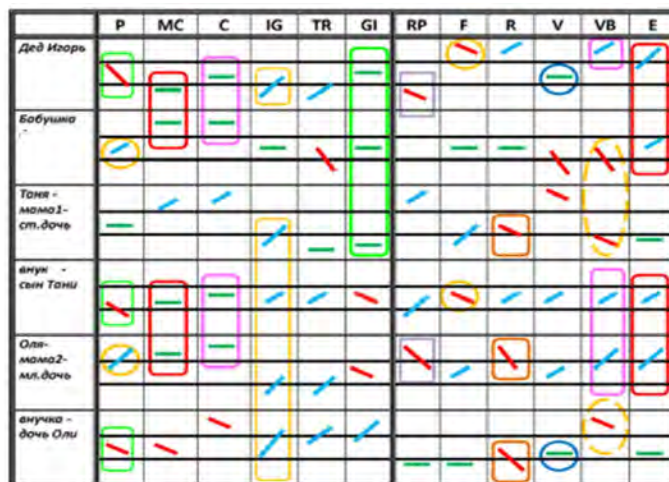 P MC C IG TR GI RP F R V VB E
Дед Игорь
Бабушка
-
Таня -
мама1-
ст.дочь
внук -
сын Тани
Оля-
мама2-
мл.дочь
внучка-
дочь Оли